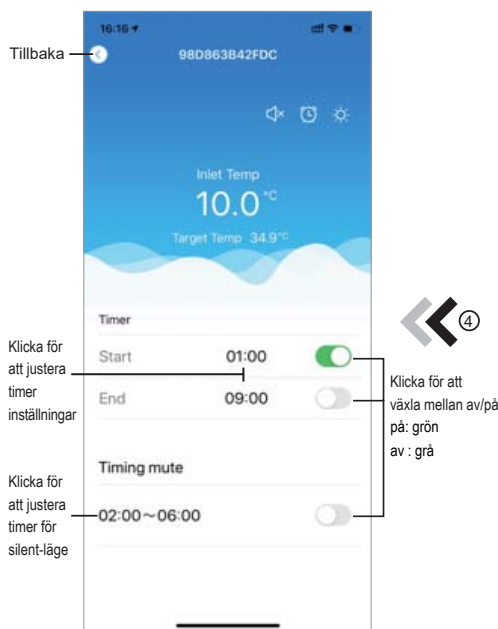 16:16
Tillbaka
98D863B42FDC
Inlet Temp
10.0 °C
Target Temp 34.9°C
Timer
4
Start 01:00
End 09:00
Klicka för
att justera
timer
inställningar
Klicka för att
växla mellan av/på
på: grön
av : grå
Timing mute
02:00~06:00
Klicka för
att justera
timer för
silent-läge